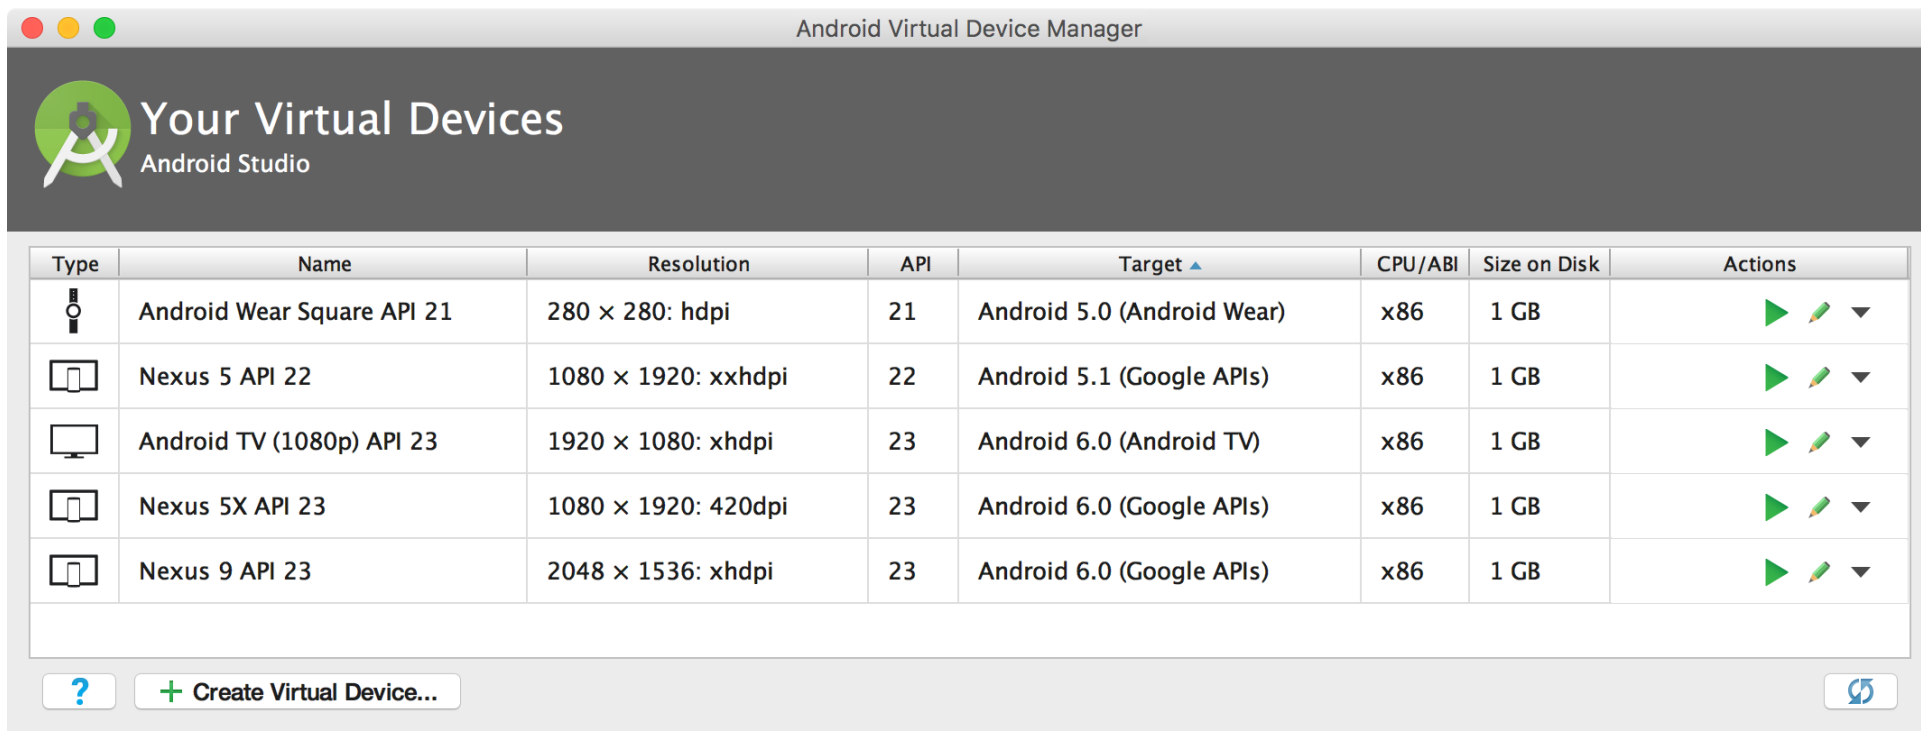 Android Virtual Device Manager
Your Virtual Devices
Android Studio
Type Name Resolution API Target CPU/ABI Size on Disk Actions
Android Wear Square API 21 280 × 280: hdpi 21 Android 5.0 (Android Wear) x86 1 GB
Nexus 5 API 22 1080 × 1920: xxhdpi 22 Android 5.1 (Google APIs) x86 1 GB
Android TV (1080p) API 23 1920 × 1080: xhdpi 23 Android 6.0 (Android TV) x86 1 GB
Nexus 5X API 23 1080 × 1920: 420dpi 23 Android 6.0 (Google APIs) x86 1 GB
Nexus 9 API 23 2048 × 1536: xhdpi 23 Android 6.0 (Google APIs) x86 1 GB
? + Create Virtual Device...